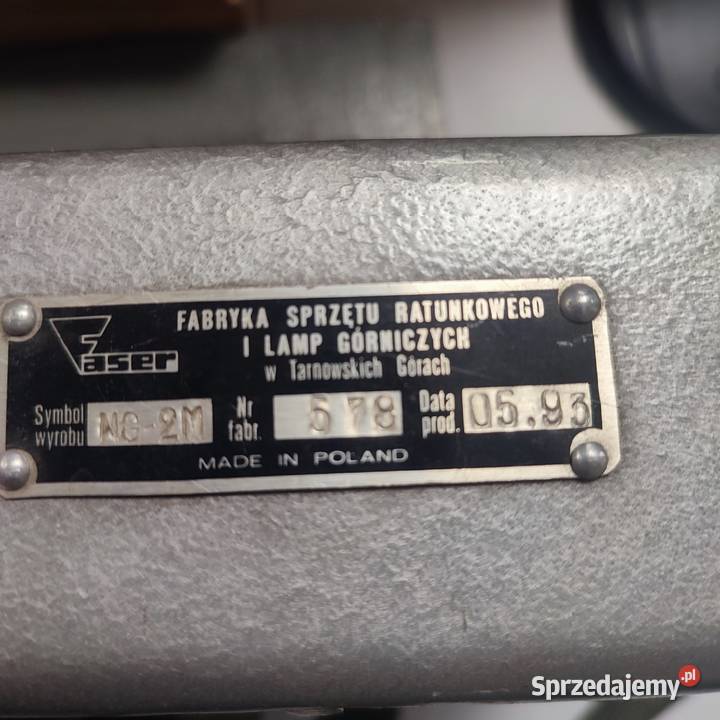 Faser
FABRYKA SPRZĘTU RATUNKOWEGO
I LAMP GÓRNICZYCH
w Tarnowskich Górach
Symbol wyrobu NG-2M Nr fabr. 578 Data prod. 05.93
MADE IN POLAND
Sprzedajemy.pl